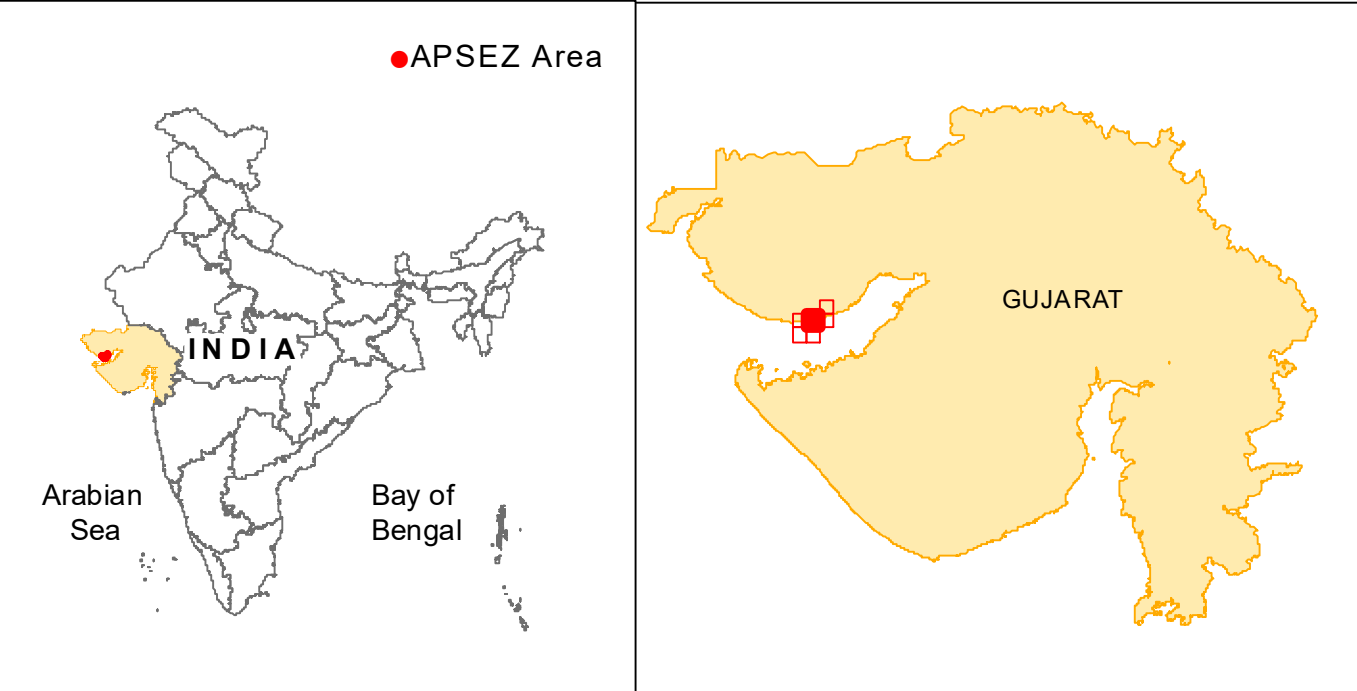 APSEZ Area
INDIA
Arabian
Sea
Bay of
Bengal
GUJARAT